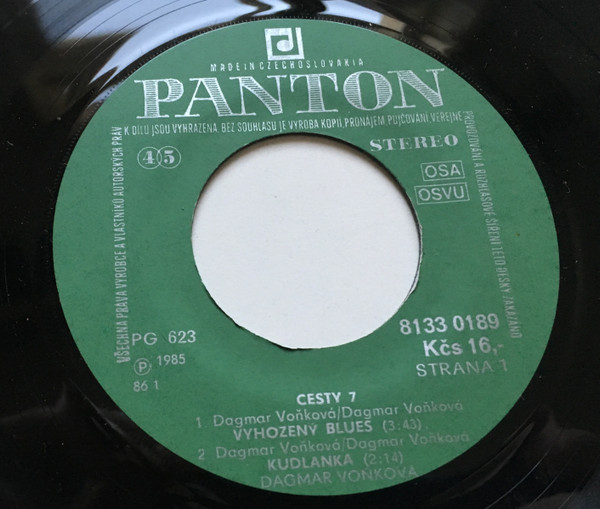 MADE IN CZECHOSLOVAKIA
PANTON
VŠECHNA PRÁVA VÝROBCE A VLASTNÍKŮ AUTORSKÝCH PRÁV
K DÍLU JSOU VYHRAZENA. BEZ SOUHLASU JE VÝROBA KOPIÍ, PRONÁJEM, PŮJČOVÁNÍ, VEŘEJNÉ
PROVOZOVÁNÍ A ROZHLASOVÉ ŠÍŘENÍ TÉTO DESKY ZAKÁZÁNO
45
STEREO
OSA
OSVU
PG 623
Ⓟ 1985
86 1
8133 0189
Kčs 16,-
STRANA 1
CESTY 7
1 Dagmar Voňková/Dagmar Voňková
VYHOZENÝ BLUES (3:43)
2 Dagmar Voňková/Dagmar Voňková
KUDLANKA (2:14)
DAGMAR VOŇKOVÁ